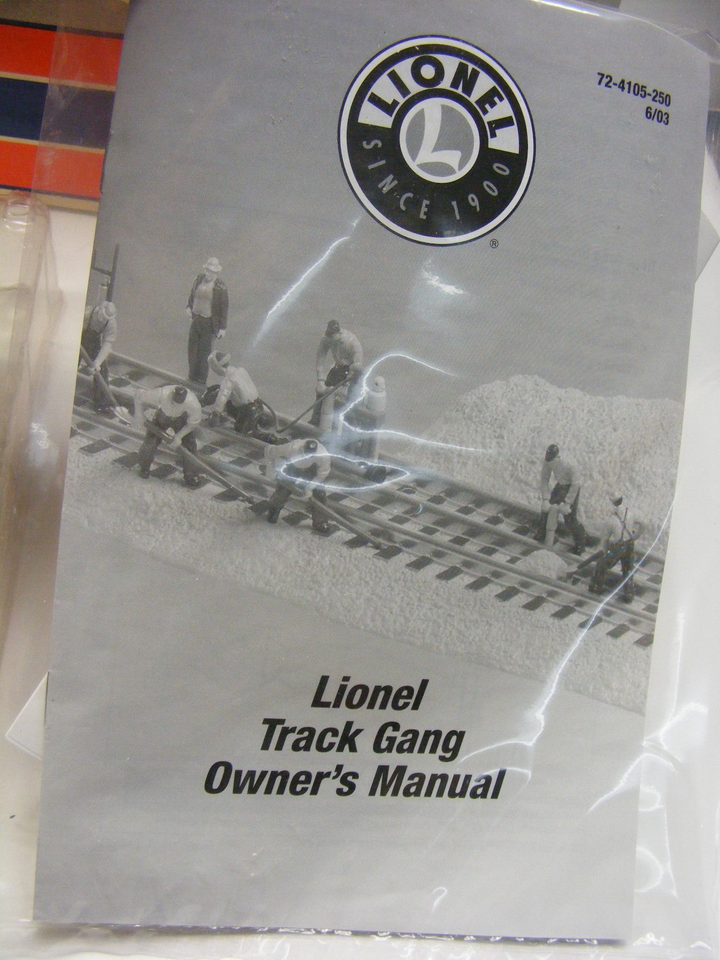 LIONEL
L
SINCE 1900
®
72-4105-250
6/03
Lionel
Track Gang
Owner's Manual